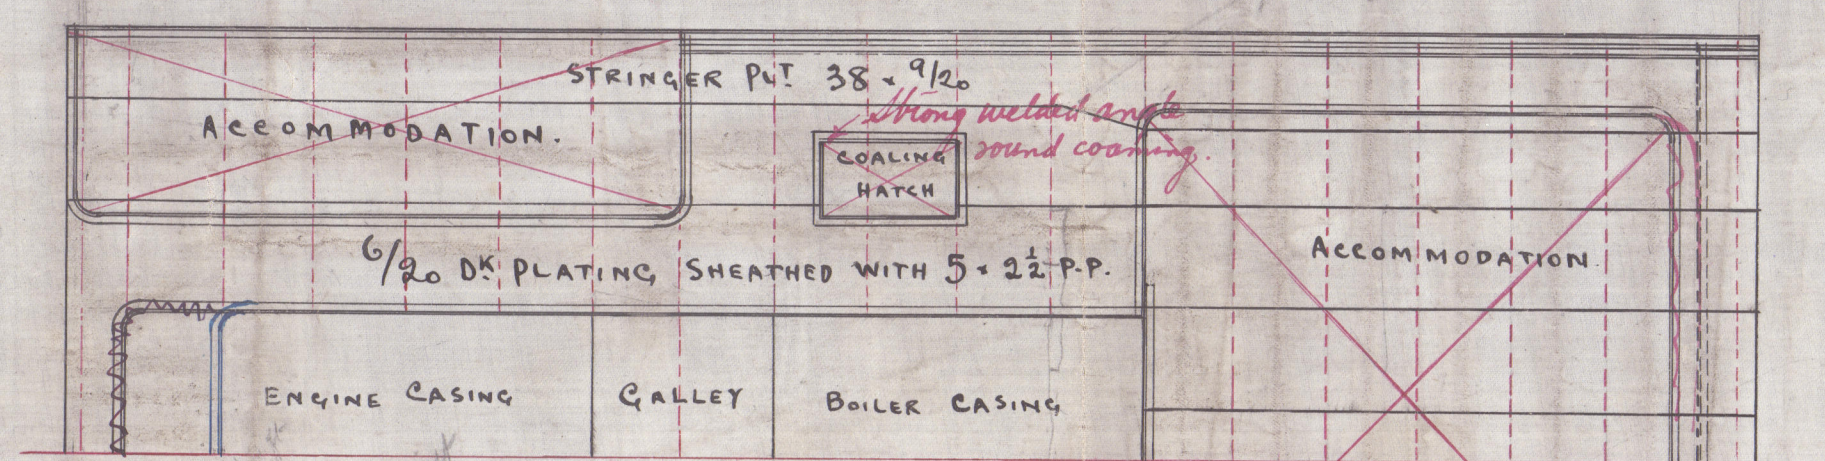 STRINGER PLT 38 × 9/20
Strong welded angle
round coaming.
ACCOMMODATION.
COALING
HATCH
ACCOMMODATION.
6/20 DK PLATING SHEATHED WITH 5 × 2½ P.P.
ENGINE CASING
GALLEY
BOILER CASING